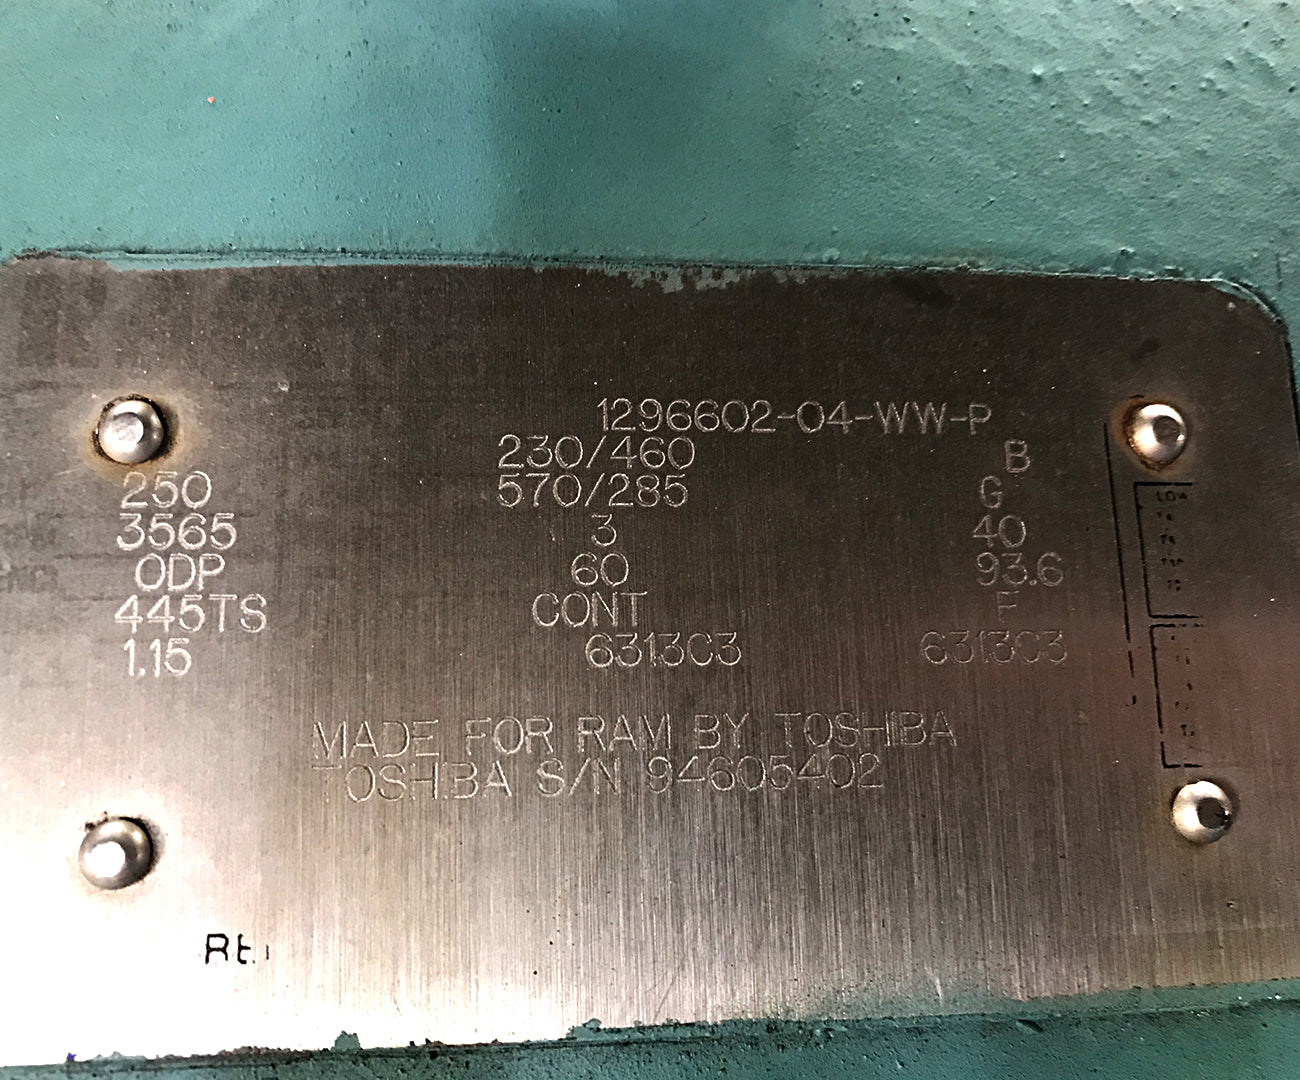 1296602-04-WW-P
230/460 B
250 570/285 G
3565 3 40
ODP 60 93.6
445TS CONT F
1.15 6313C3 6313C3
MADE FOR RAM BY TOSHIBA
TOSHIBA S/N 94605402